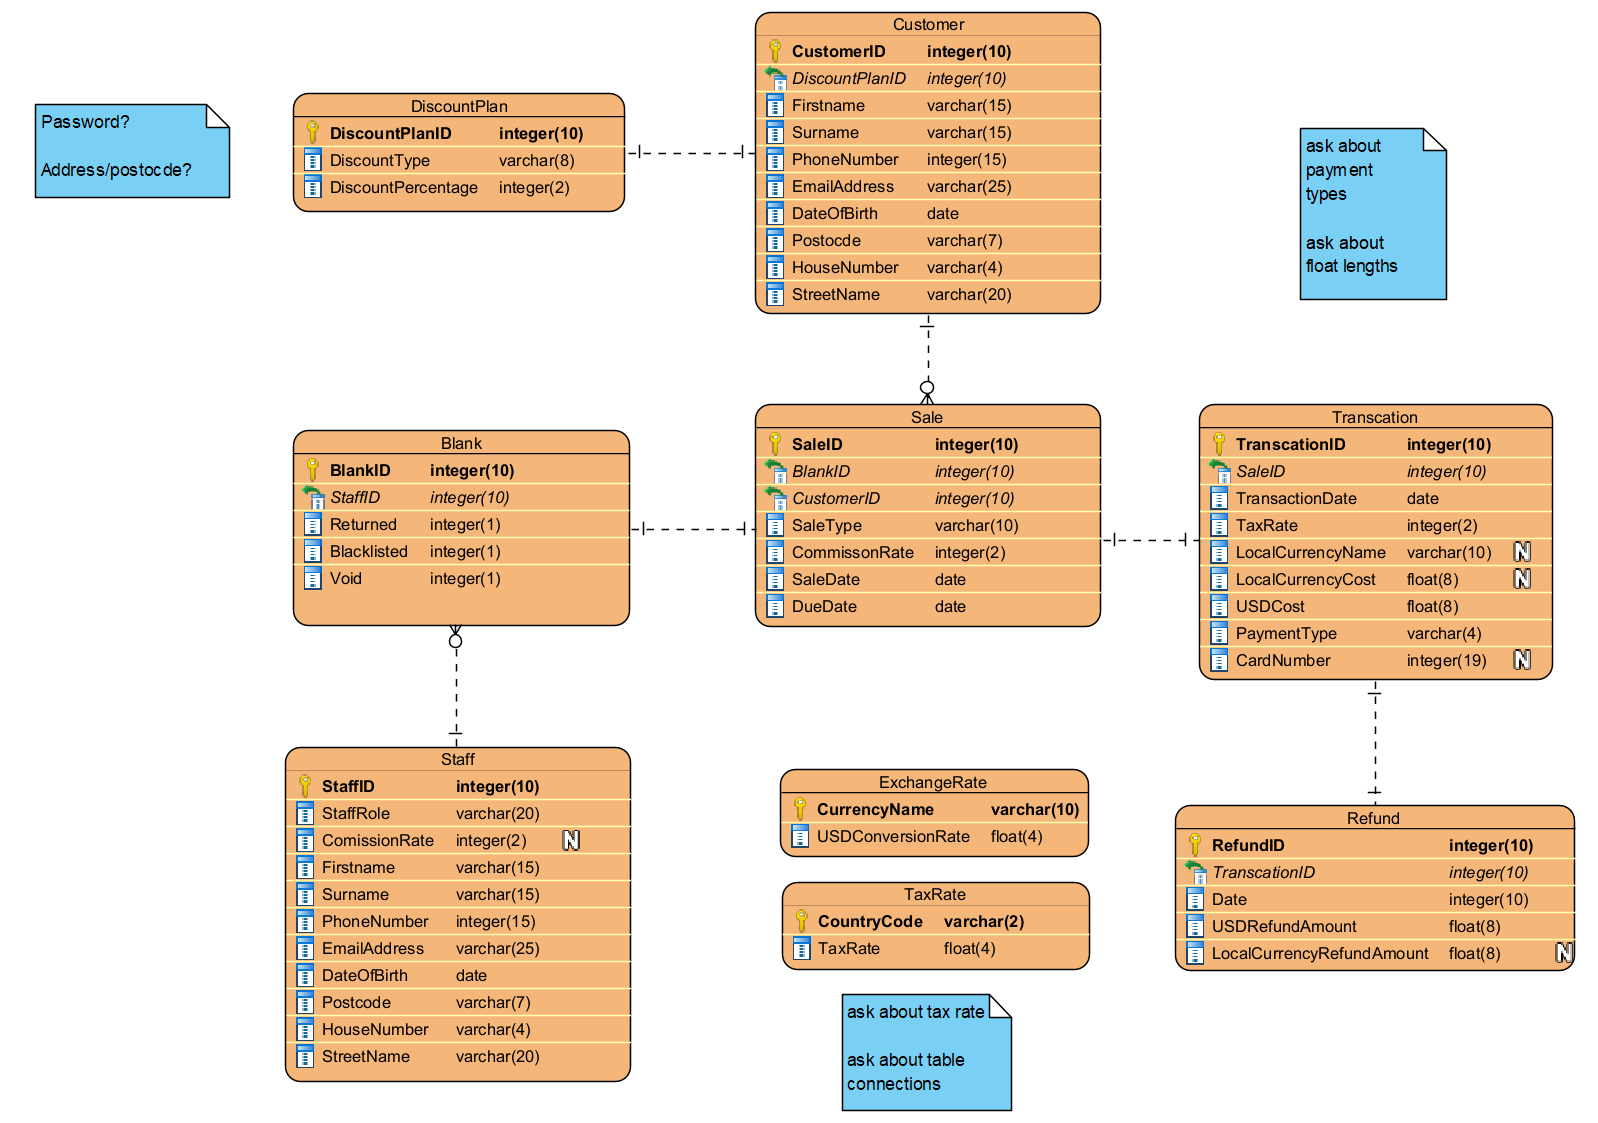 Customer
CustomerID integer(10)
DiscountPlanID integer(10)
Firstname varchar(15)
Surname varchar(15)
PhoneNumber integer(15)
EmailAddress varchar(25)
DateOfBirth date
Postocde varchar(7)
HouseNumber varchar(4)
StreetName varchar(20)
Password?
Address/postocde?
DiscountPlan
DiscountPlanID integer(10)
DiscountType varchar(8)
DiscountPercentage integer(2)
ask about
payment
types
ask about
float lengths
Blank
BlankID integer(10)
StaffID integer(10)
Returned integer(1)
Blacklisted integer(1)
Void integer(1)
Sale
SaleID integer(10)
BlankID integer(10)
CustomerID integer(10)
SaleType varchar(10)
CommissonRate integer(2)
SaleDate date
DueDate date
Transcation
TranscationID integer(10)
SaleID integer(10)
TransactionDate date
TaxRate integer(2)
LocalCurrencyName varchar(10) N
LocalCurrencyCost float(8) N
USDCost float(8)
PaymentType varchar(4)
CardNumber integer(19) N
Staff
StaffID integer(10)
StaffRole varchar(20)
ComissionRate integer(2) N
Firstname varchar(15)
Surname varchar(15)
PhoneNumber integer(15)
EmailAddress varchar(25)
DateOfBirth date
Postcode varchar(7)
HouseNumber varchar(4)
StreetName varchar(20)
ExchangeRate
CurrencyName varchar(10)
USDConversionRate float(4)
TaxRate
CountryCode varchar(2)
TaxRate float(4)
Refund
RefundID integer(10)
TranscationID integer(10)
Date integer(10)
USDRefundAmount float(8)
LocalCurrencyRefundAmount float(8) N
ask about tax rate
ask about table
connections